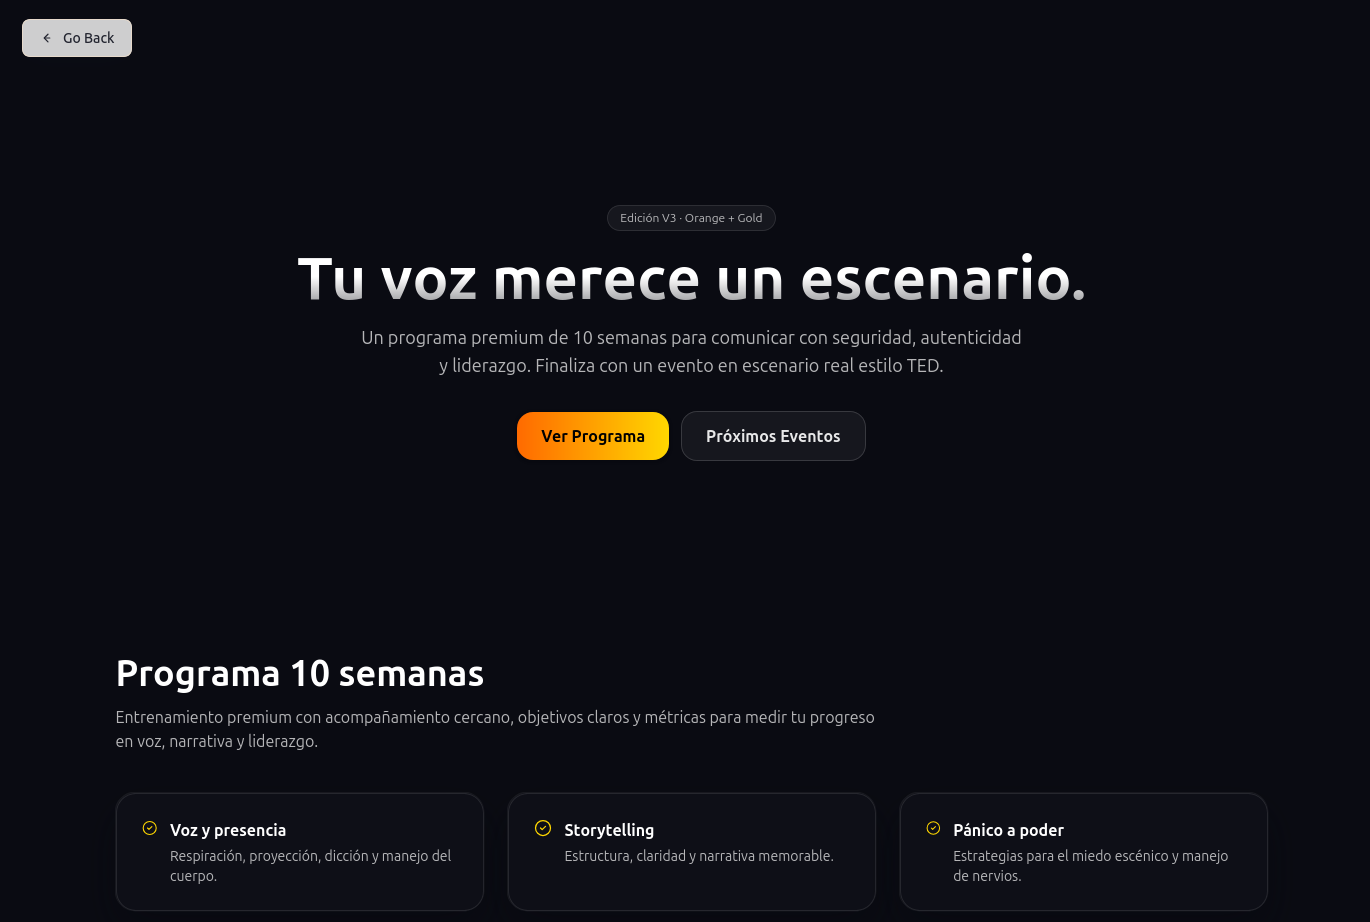 Go Back
Edición V3 · Orange + Gold
Tu voz merece un escenario.
Un programa premium de 10 semanas para comunicar con seguridad, autenticidad
y liderazgo. Finaliza con un evento en escenario real estilo TED.
Ver Programa
Próximos Eventos
Programa 10 semanas
Entrenamiento premium con acompañamiento cercano, objetivos claros y métricas para medir tu progreso
en voz, narrativa y liderazgo.
Voz y presencia
Respiración, proyección, dicción y manejo del
cuerpo.
Storytelling
Estructura, claridad y narrativa memorable.
Pánico a poder
Estrategias para el miedo escénico y manejo
de nervios.